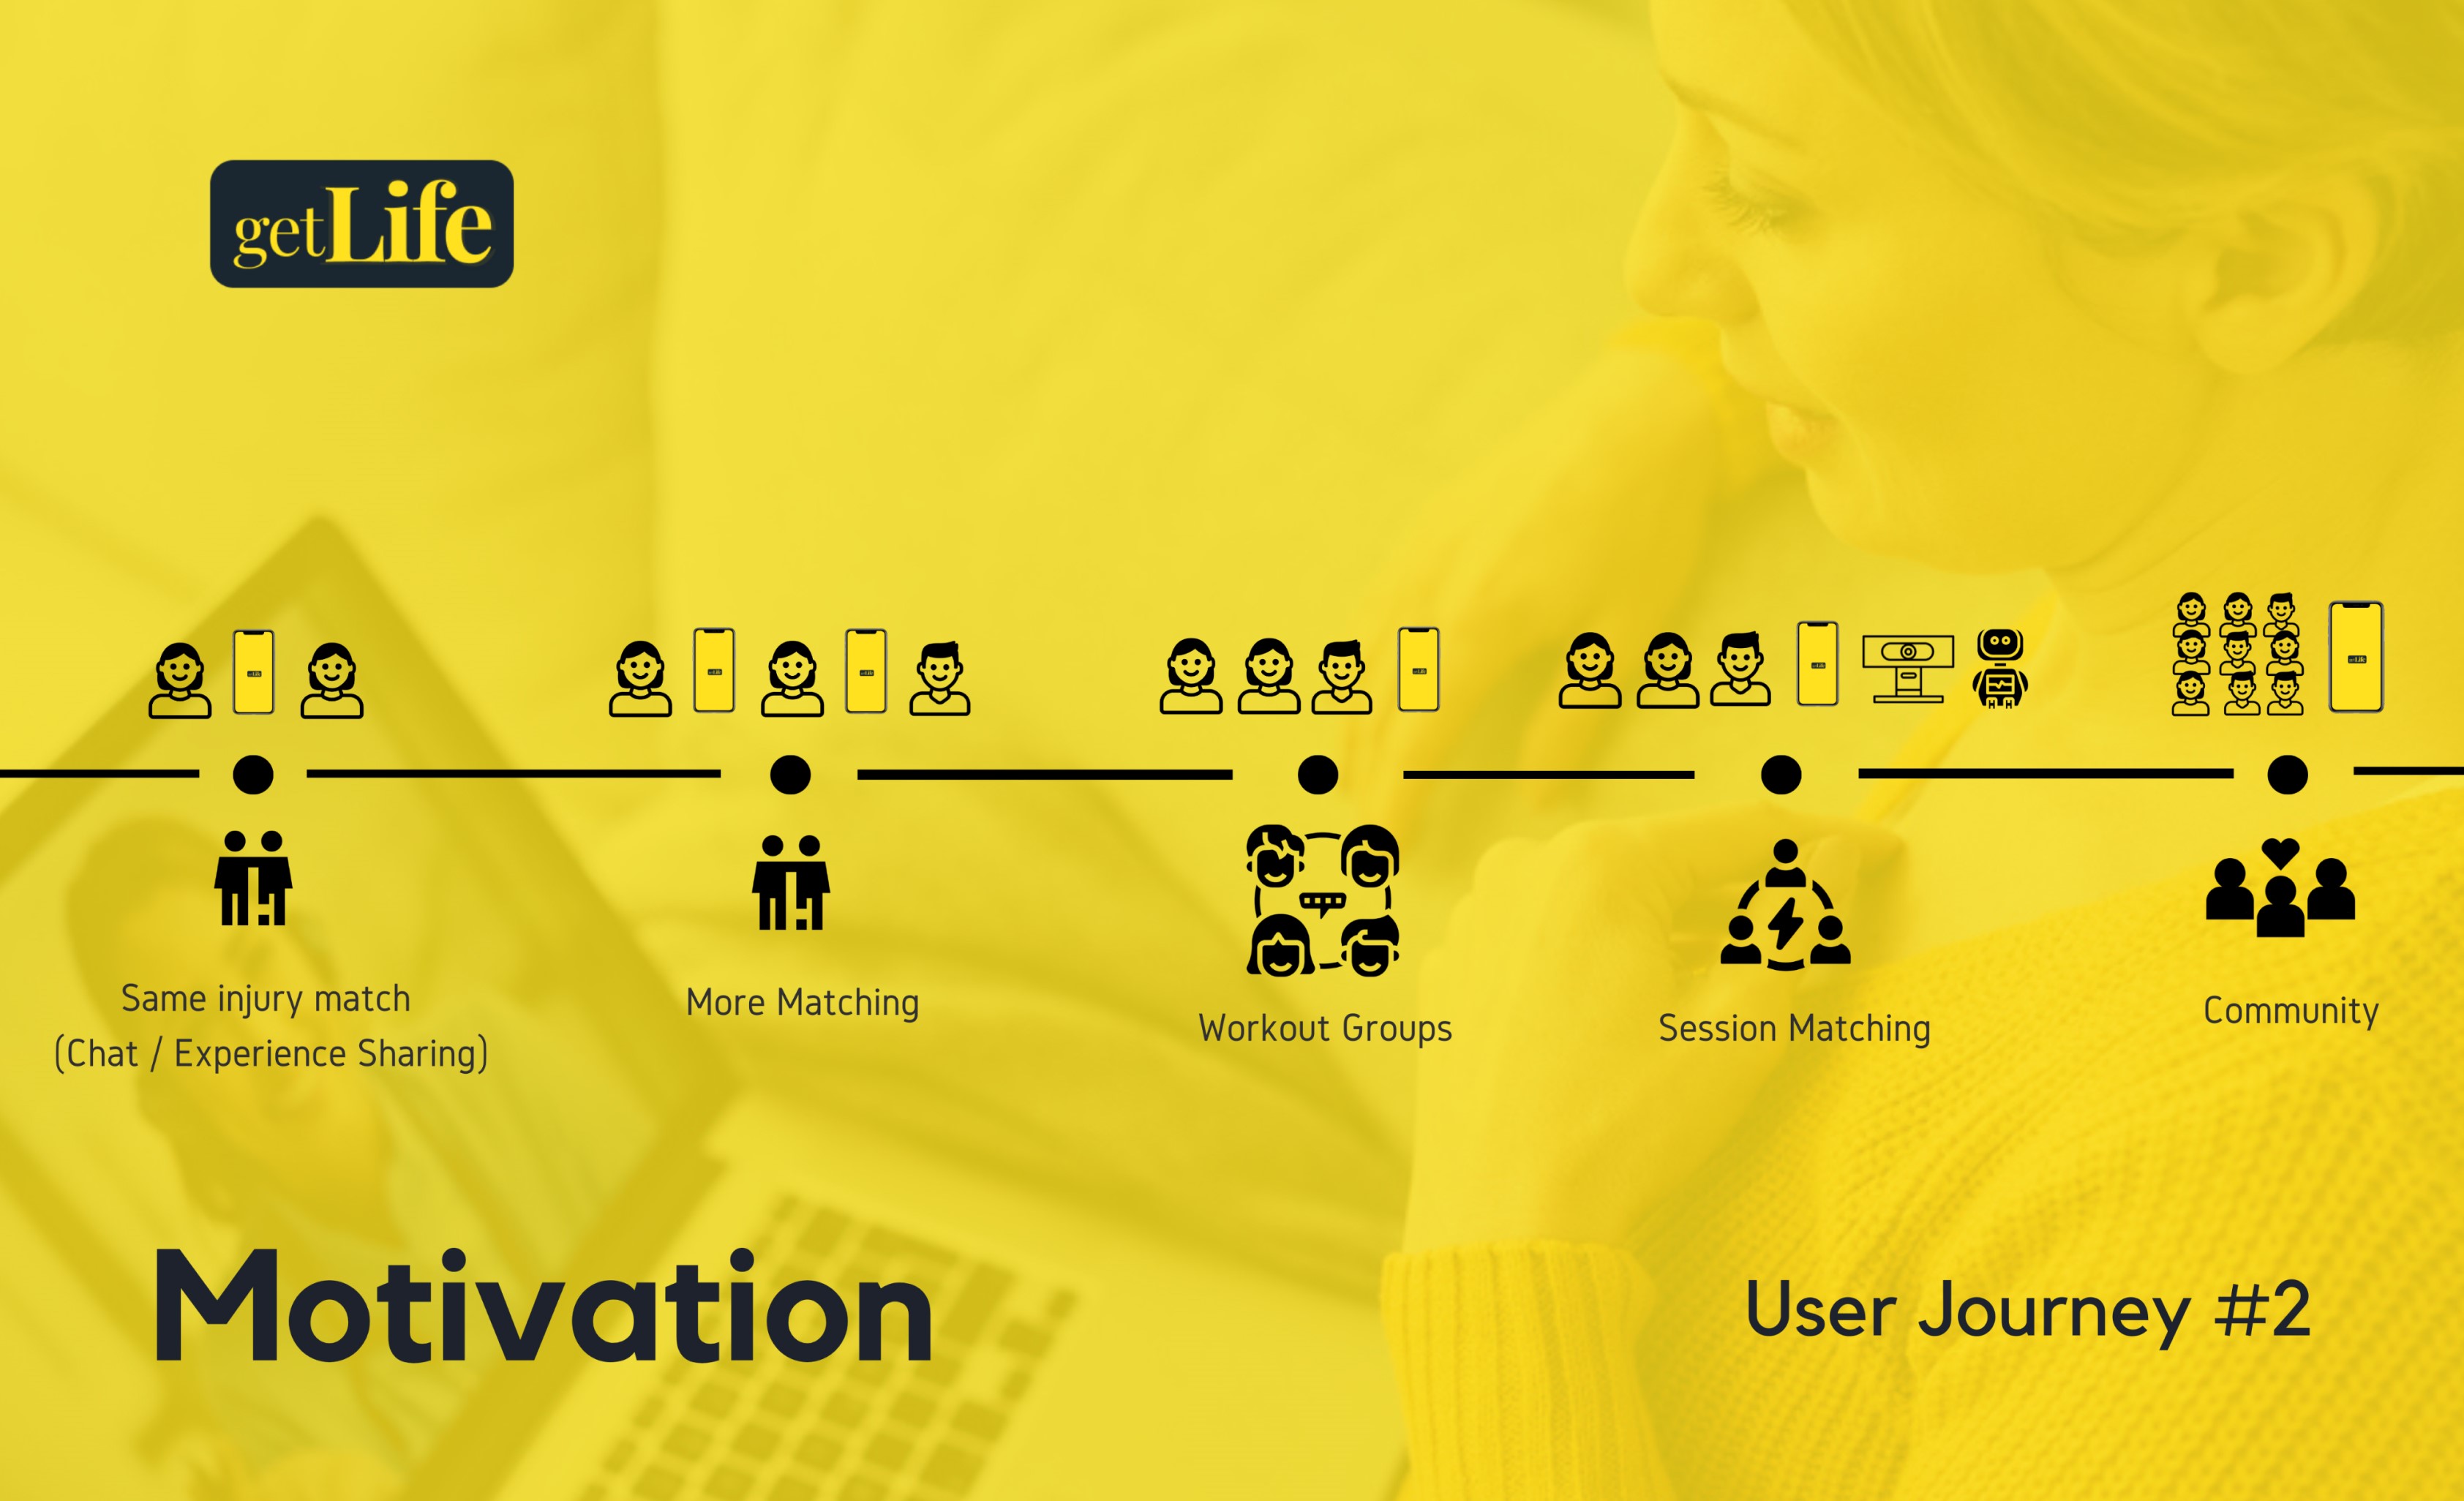 getLife
Same injury match
(Chat / Experience Sharing)
More Matching
Workout Groups
Session Matching
Community
Motivation
User Journey #2